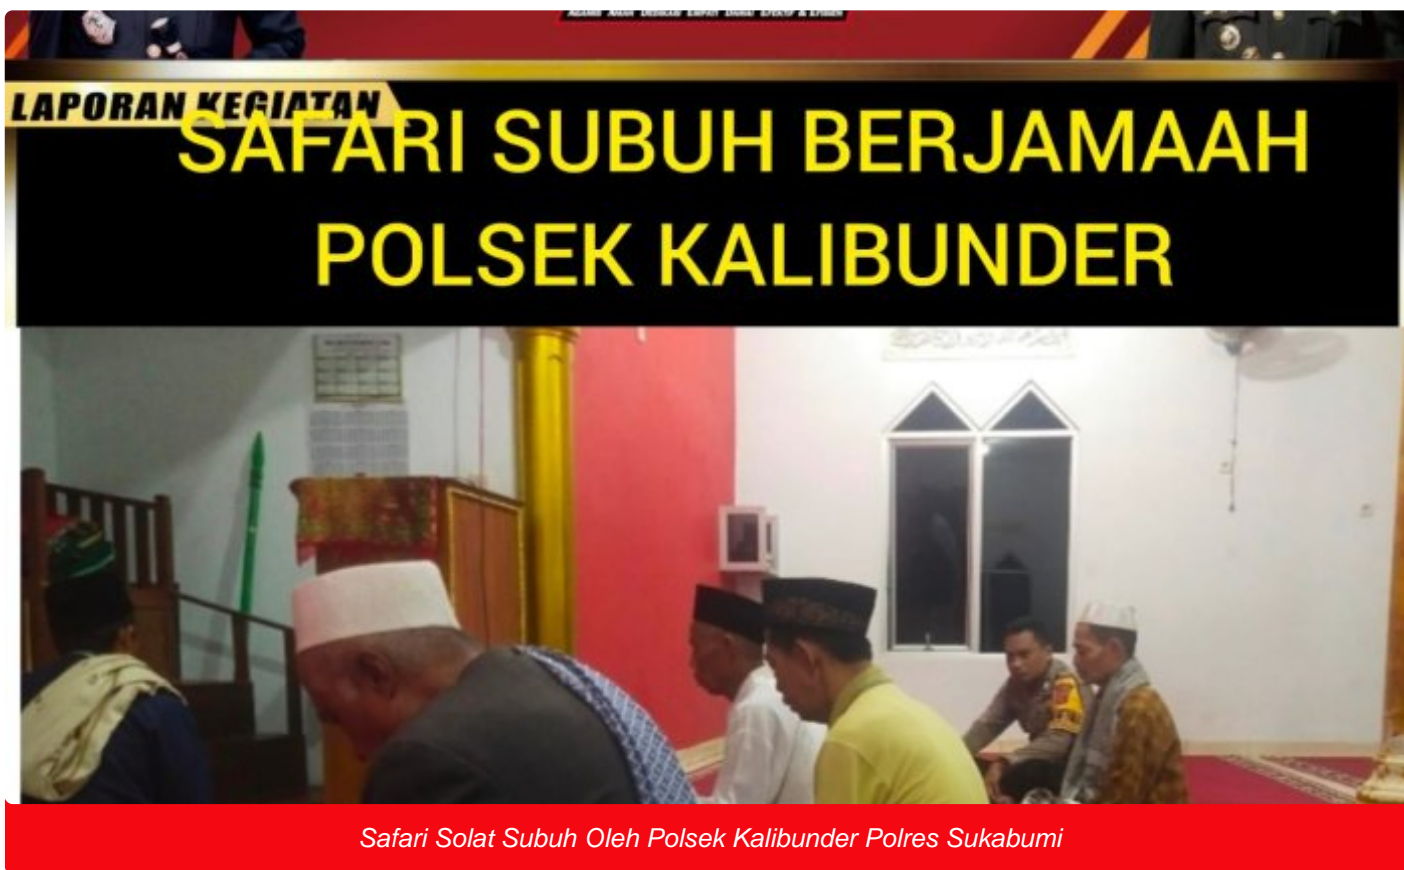 LAPORAN KEGIATAN
SAFARI SUBUH BERJAMAAH
POLSEK KALIBUNDER
Safari Solat Subuh Oleh Polsek Kalibunder Polres Sukabumi